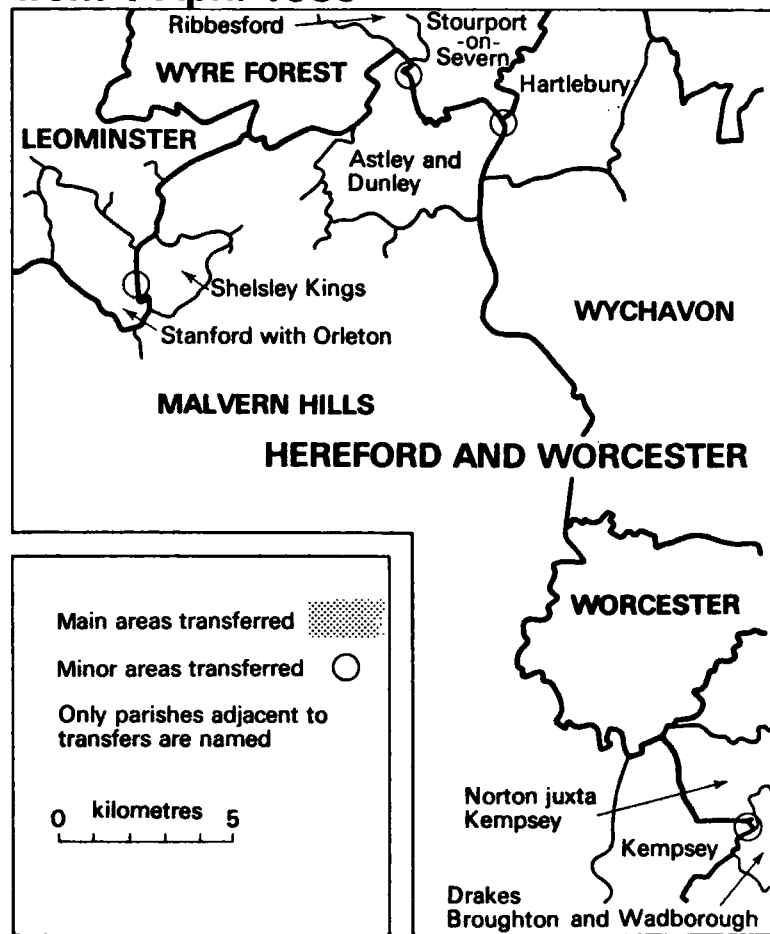 Ribbesford
Stourport
-on-
Severn
WYRE FOREST
Hartlebury
LEOMINSTER
Astley and
Dunley
Shelsley Kings
Stanford with Orleton
WYCHAVON
MALVERN HILLS
HEREFORD AND WORCESTER
WORCESTER
Main areas transferred
Minor areas transferred
Only parishes adjacent to
transfers are named
kilometres
0 5
Norton juxta
Kempsey
Kempsey
Drakes
Broughton and Wadborough